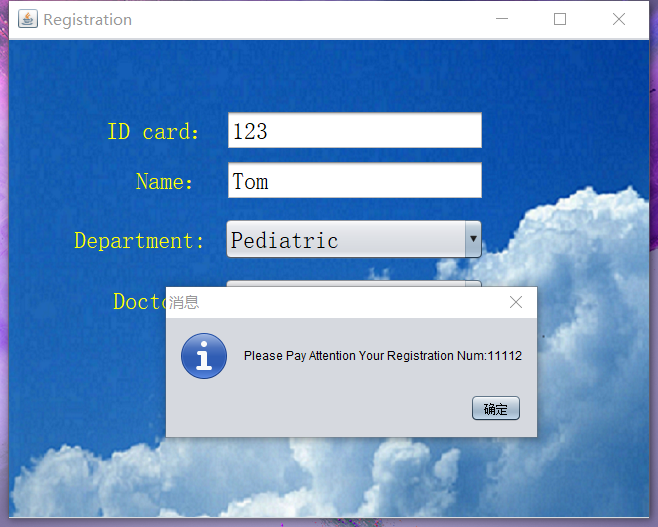 Registration
ID card:
123
Name:
Tom
Department:
Pediatric
消息
Please Pay Attention Your Registration Num:11112
确定